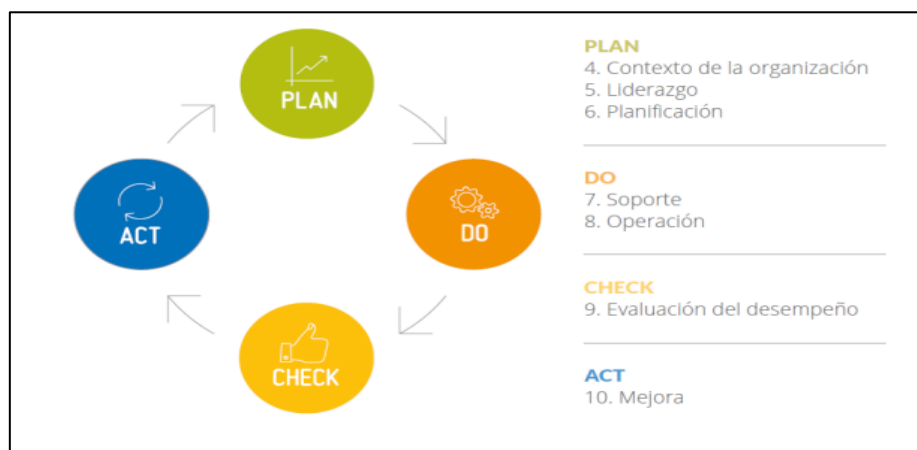 PLAN
DO
CHECK
ACT
PLAN
4. Contexto de la organización
5. Liderazgo
6. Planificación
DO
7. Soporte
8. Operación
CHECK
9. Evaluación del desempeño
ACT
10. Mejora